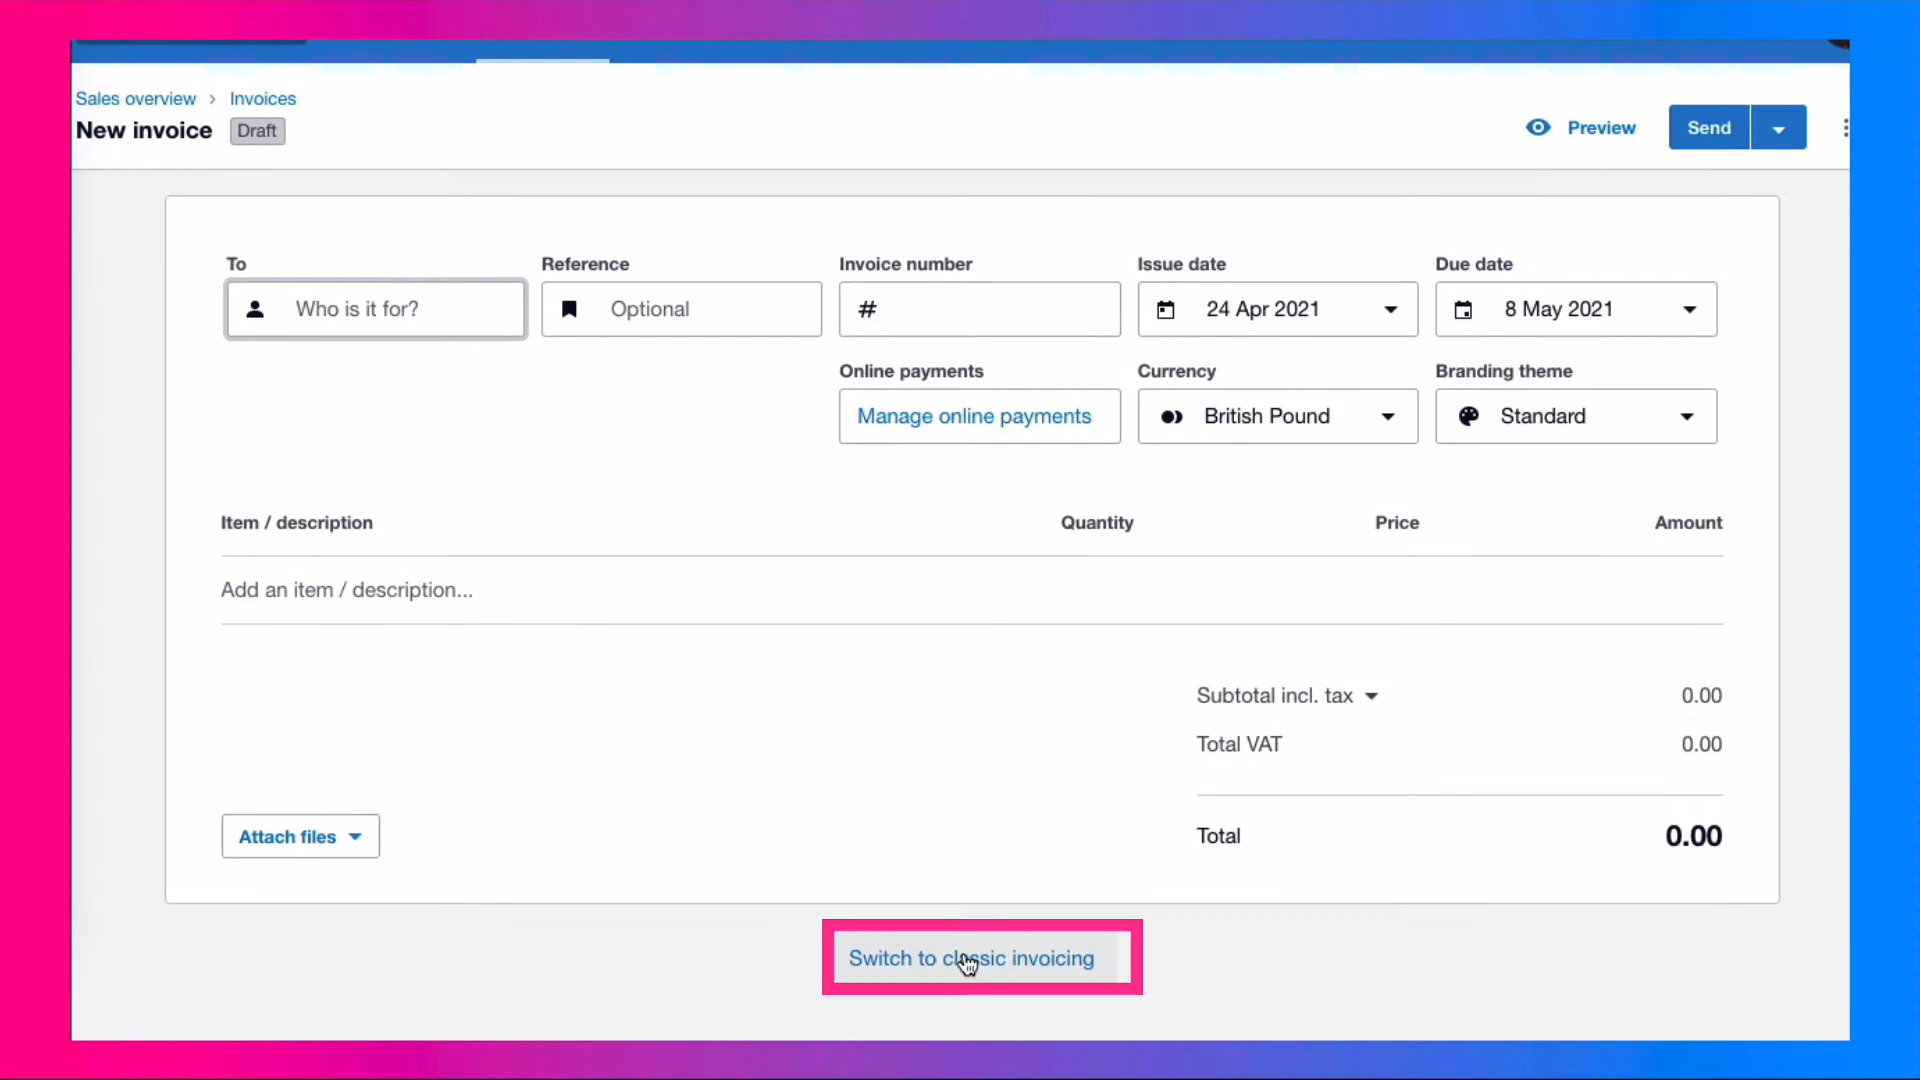 Sales overview > Invoices
New invoice Draft
Preview Send
To Reference Invoice number Issue date Due date
Who is it for? Optional # 24 Apr 2021 8 May 2021
Online payments Currency Branding theme
Manage online payments British Pound Standard
Item / description Quantity Price Amount
Add an item / description...
Subtotal incl. tax 0.00
Total VAT 0.00
Attach files Total 0.00
Switch to classic invoicing